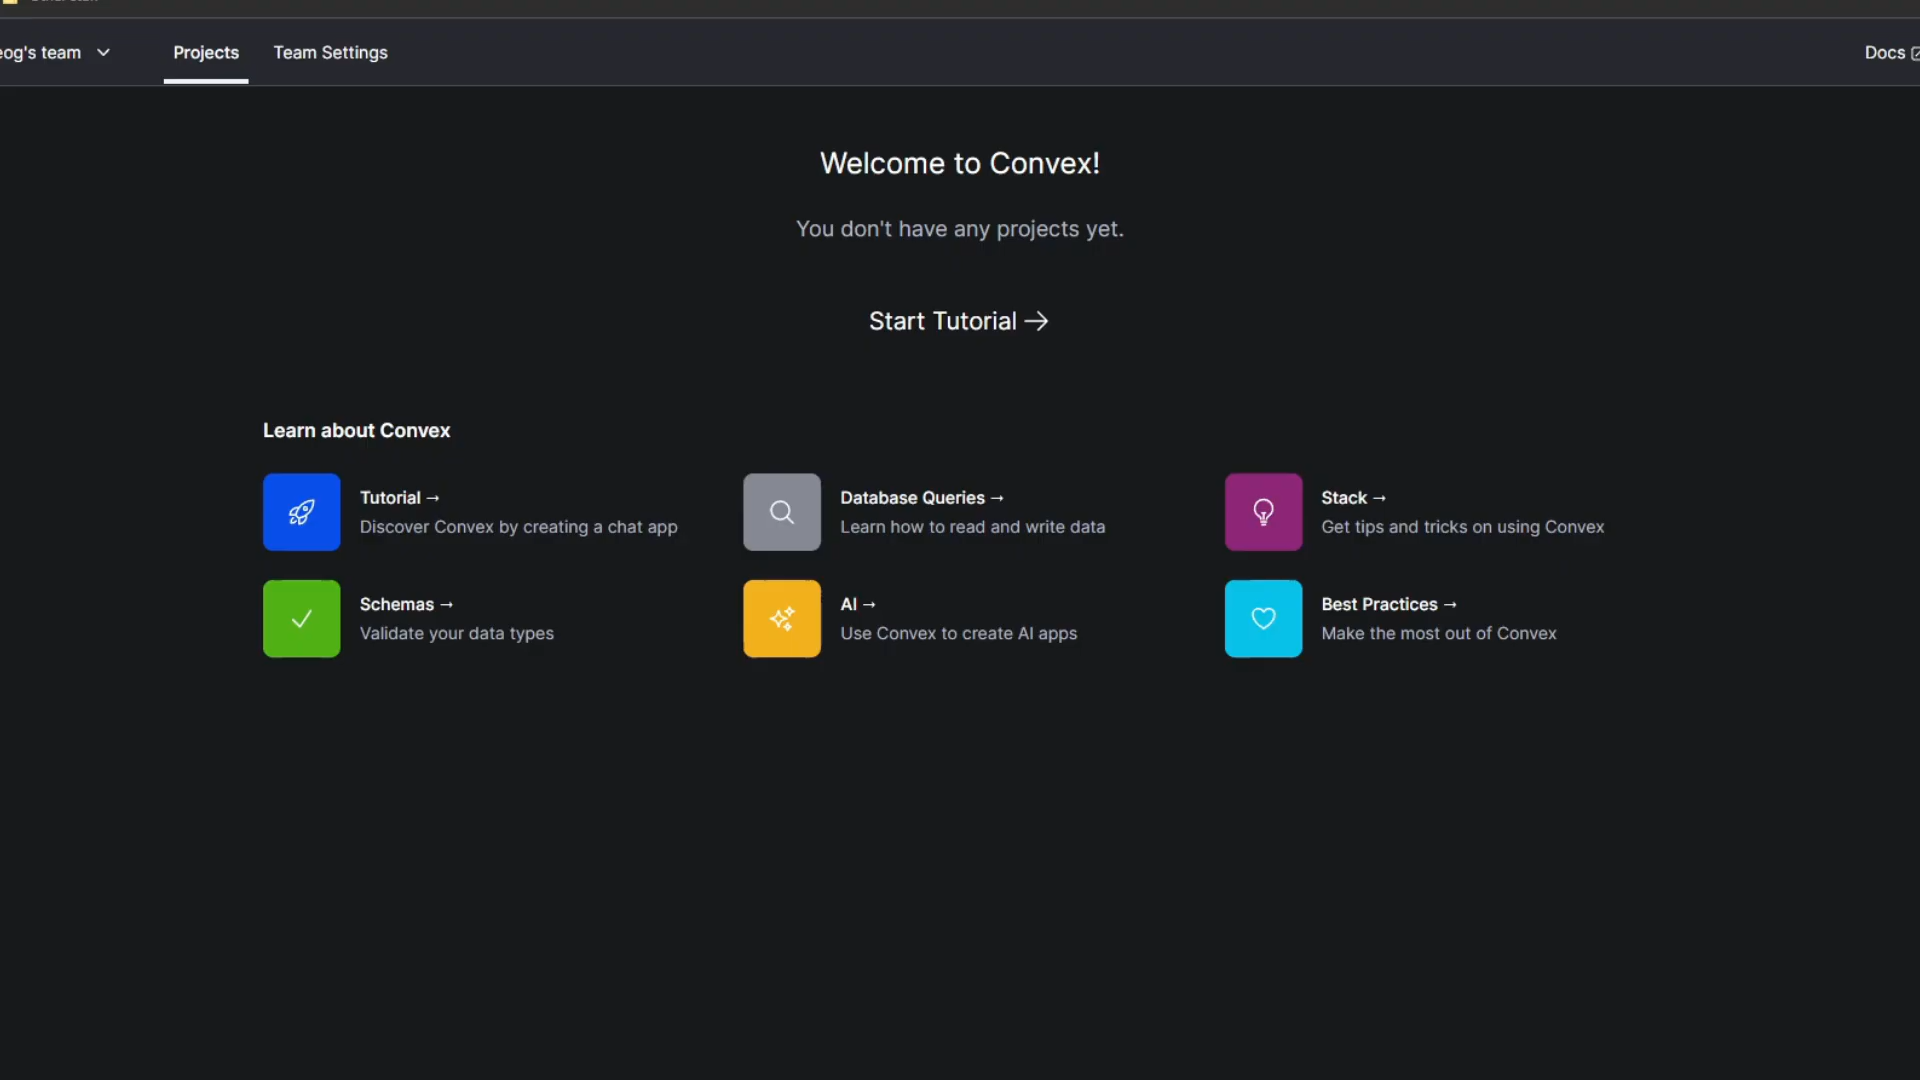 eog's team
Projects
Team Settings
Docs
Welcome to Convex!
You don't have any projects yet.
Start Tutorial →
Learn about Convex
Tutorial →
Discover Convex by creating a chat app
Database Queries →
Learn how to read and write data
Stack →
Get tips and tricks on using Convex
Schemas →
Validate your data types
AI →
Use Convex to create AI apps
Best Practices →
Make the most out of Convex